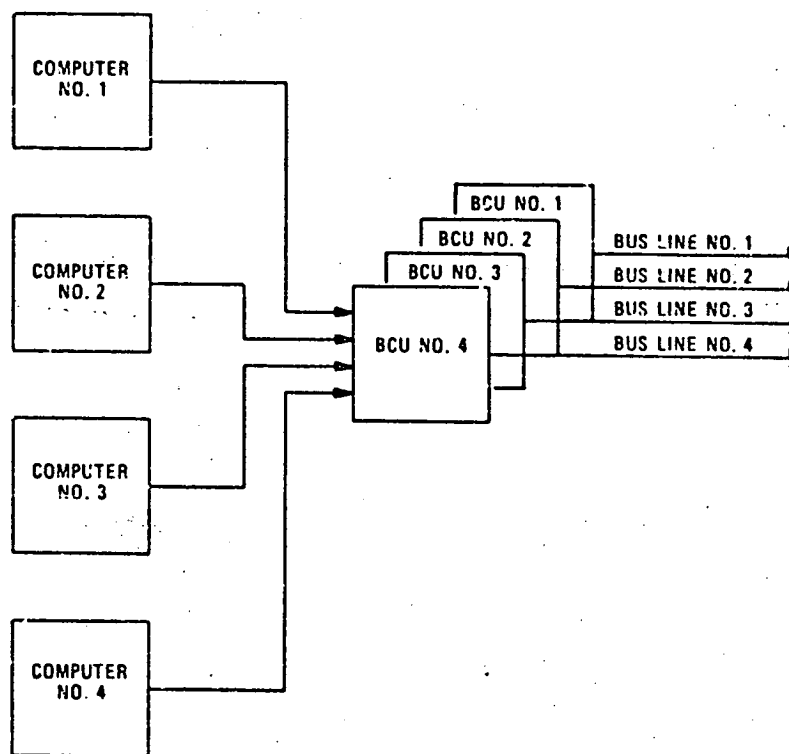 COMPUTER
NO. 1
COMPUTER
NO. 2
COMPUTER
NO. 3
COMPUTER
NO. 4
BCU NO. 1
BCU NO. 2
BCU NO. 3
BCU NO. 4
BUS LINE NO. 1
BUS LINE NO. 2
BUS LINE NO. 3
BUS LINE NO. 4